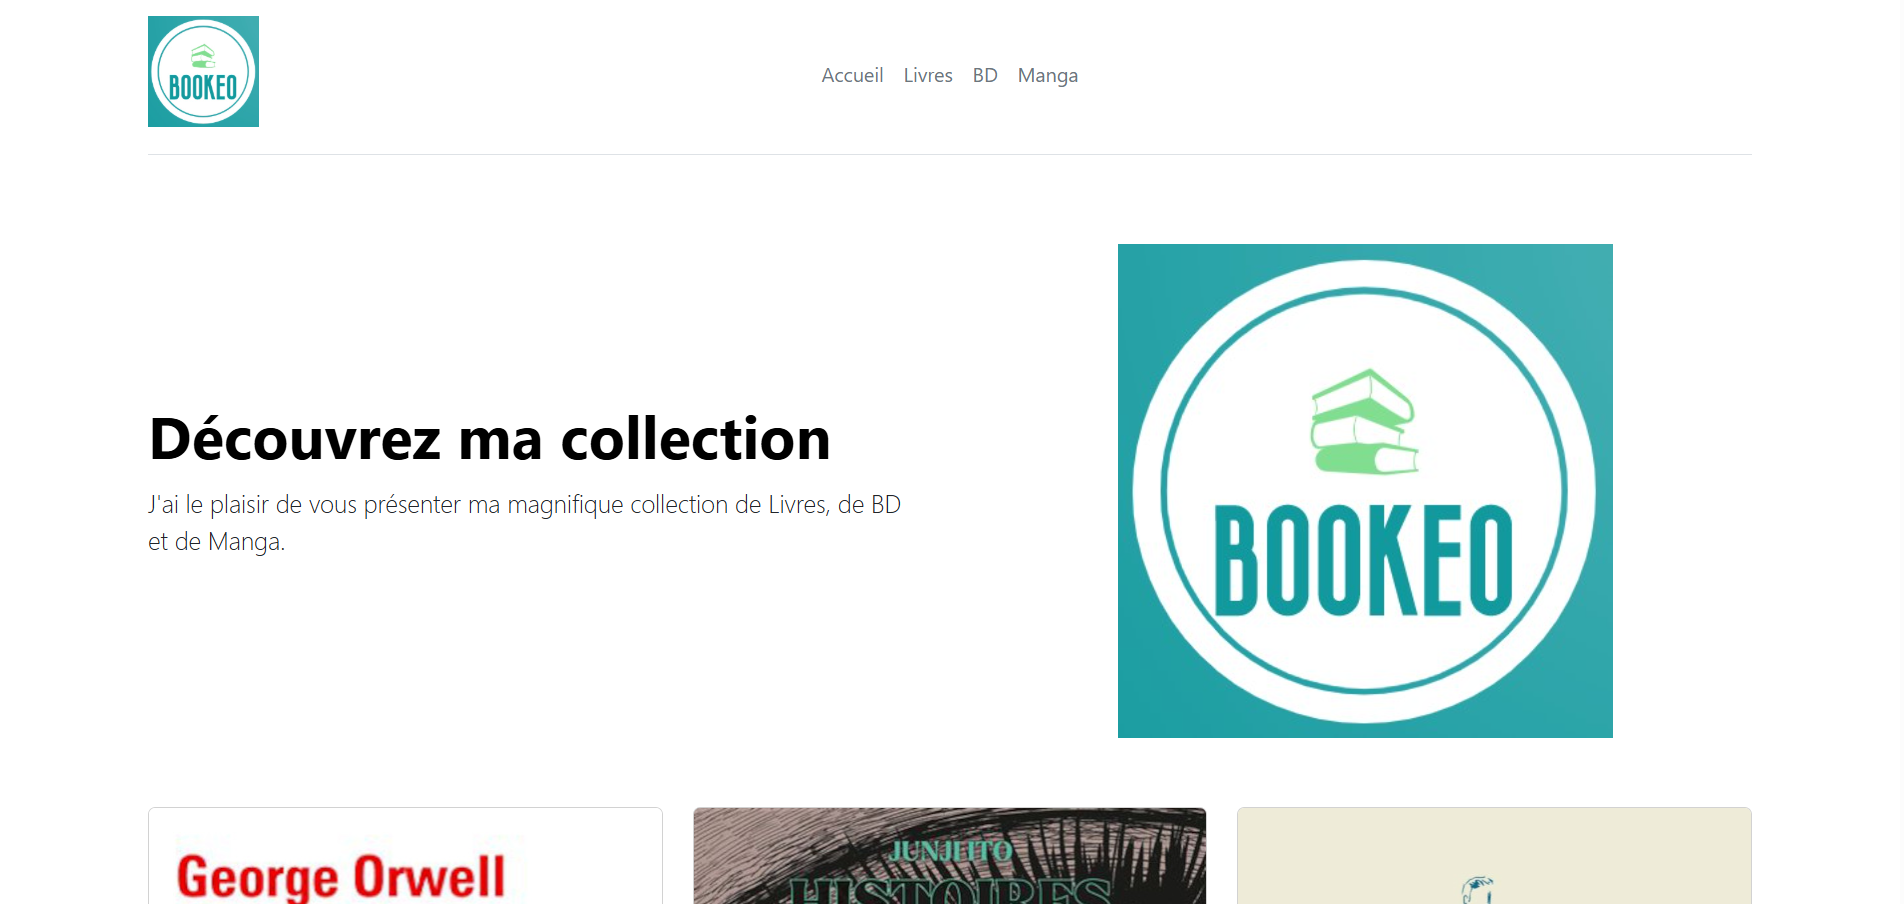 BOOKEO
Accueil Livres BD Manga
Découvrez ma collection
J'ai le plaisir de vous présenter ma magnifique collection de Livres, de BD
et de Manga.
BOOKEO
George Orwell
JUNJI ITO
HISTOIRES